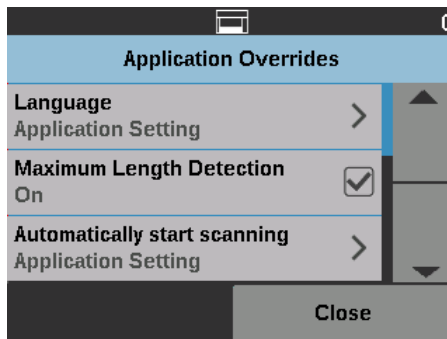 Application Overrides
Language
Application Setting
Maximum Length Detection
On
Automatically start scanning
Application Setting
Close